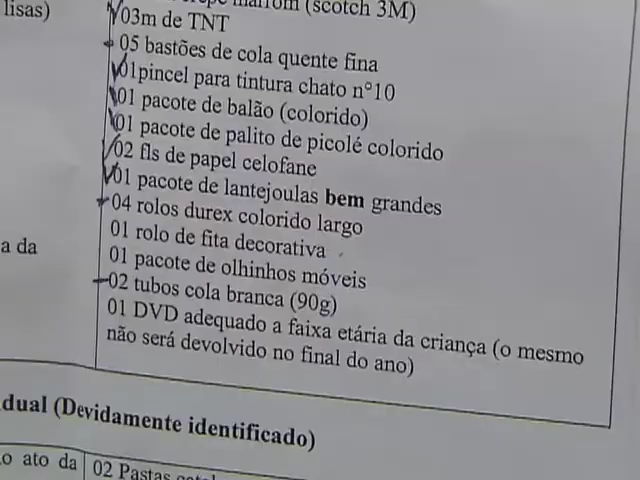 lisas)
marrom (scotch 3M)
03m de TNT
05 bastões de cola quente fina
01pincel para tintura chato n°10
01 pacote de balão (colorido)
01 pacote de palito de picolé colorido
02 fls de papel celofane
01 pacote de lantejoulas bem grandes
04 rolos durex colorido largo
01 rolo de fita decorativa
a da
01 pacote de olhinhos móveis
02 tubos cola branca (90g)
01 DVD adequado a faixa etária da criança (o mesmo
não será devolvido no final do ano)
dual (Devidamente identificado)
o ato da
02 Pastas